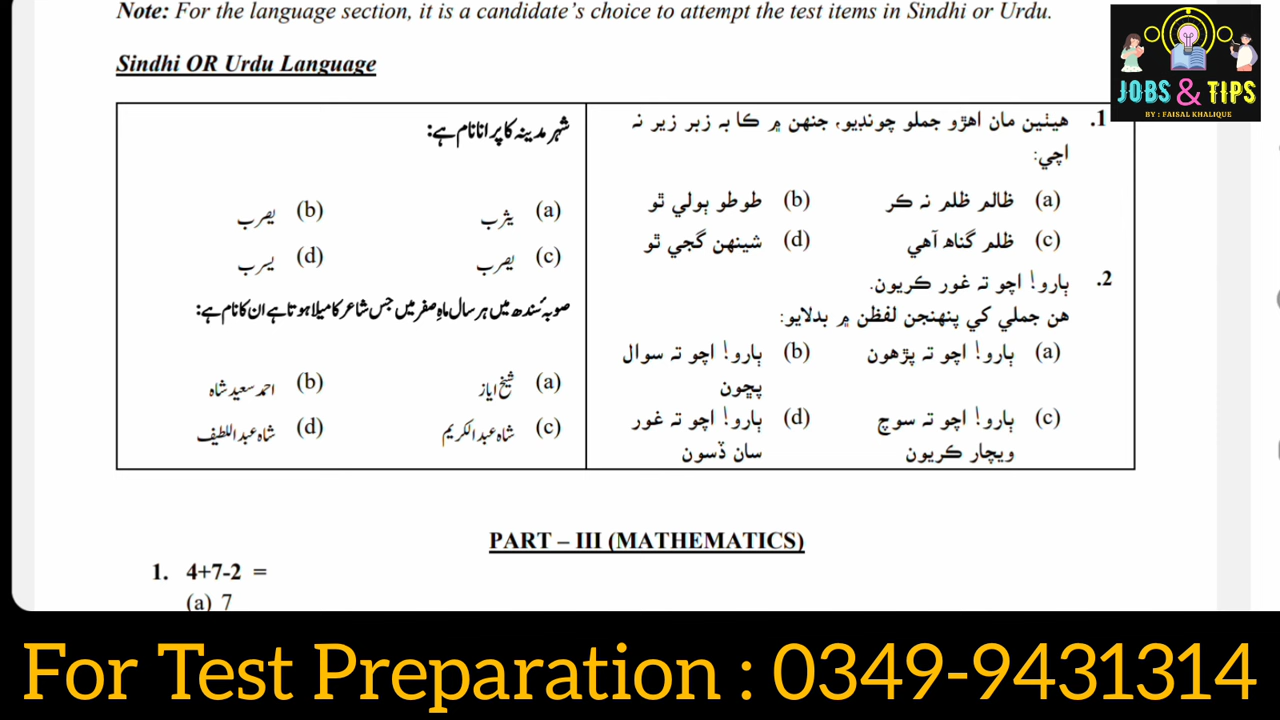 Note: For the language section, it is a candidate's choice to attempt the test items in Sindhi or Urdu.
Sindhi OR Urdu Language
JOBS & TIPS
BY : FAISAL KHALIQUE
1. هيٺين مان اهڙو جملو چونڊيو، جنهن ۾ ڪا به زبر زير نه
اچي:
(a) ظالم ظلم نه ڪر (b) طوطو ٻولي ٿو
(c) ظلم گناهه آهي (d) شينهن گجي ٿو
2. ٻارو! اچو ته غور ڪريون.
هن جملي کي پنهنجن لفظن ۾ بدلايو:
(a) ٻارو! اچو ته پڙهون (b) ٻارو! اچو ته سوال
پڇون
(c) ٻارو! اچو ته سوچ (d) ٻارو! اچو ته غور
ويچار ڪريون سان ڏسون
شہر مدینہ کا پرانا نام ہے:
(a) یثرب (b) یصرب
(c) یصرب (d) یسرب
صوبۂ سندھ میں ہر سال ماہِ صفر میں جس شاعر کا میلا ہوتا ہے ان کا نام ہے:
(a) شیخ ایاز (b) احمد سعید شاہ
(c) شاہ عبدالکریم (d) شاہ عبداللطیف
PART – III (MATHEMATICS)
1. 4+7-2 =
(a) 7
For Test Preparation : 0349-9431314